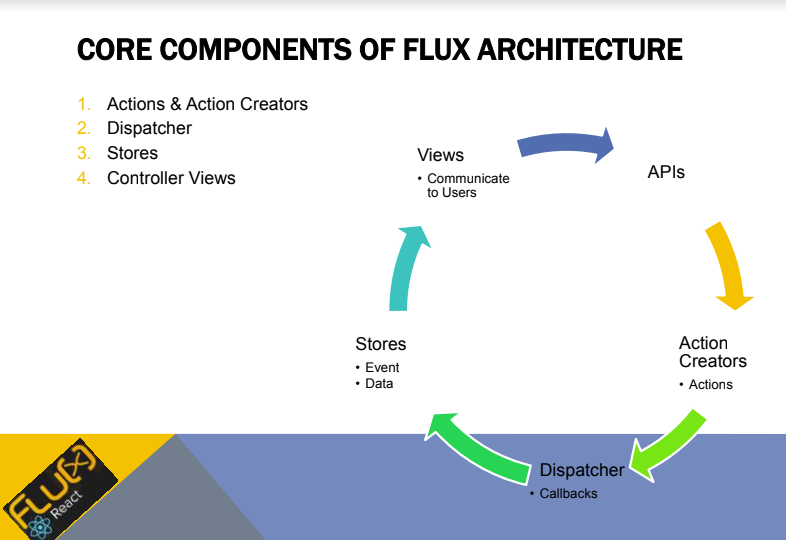 CORE COMPONENTS OF FLUX ARCHITECTURE
1. Actions & Action Creators
2. Dispatcher
3. Stores
4. Controller Views
Views
• Communicate
to Users
APIs
Stores
• Event
• Data
Action
Creators
• Actions
Dispatcher
• Callbacks
FLU(X)
React